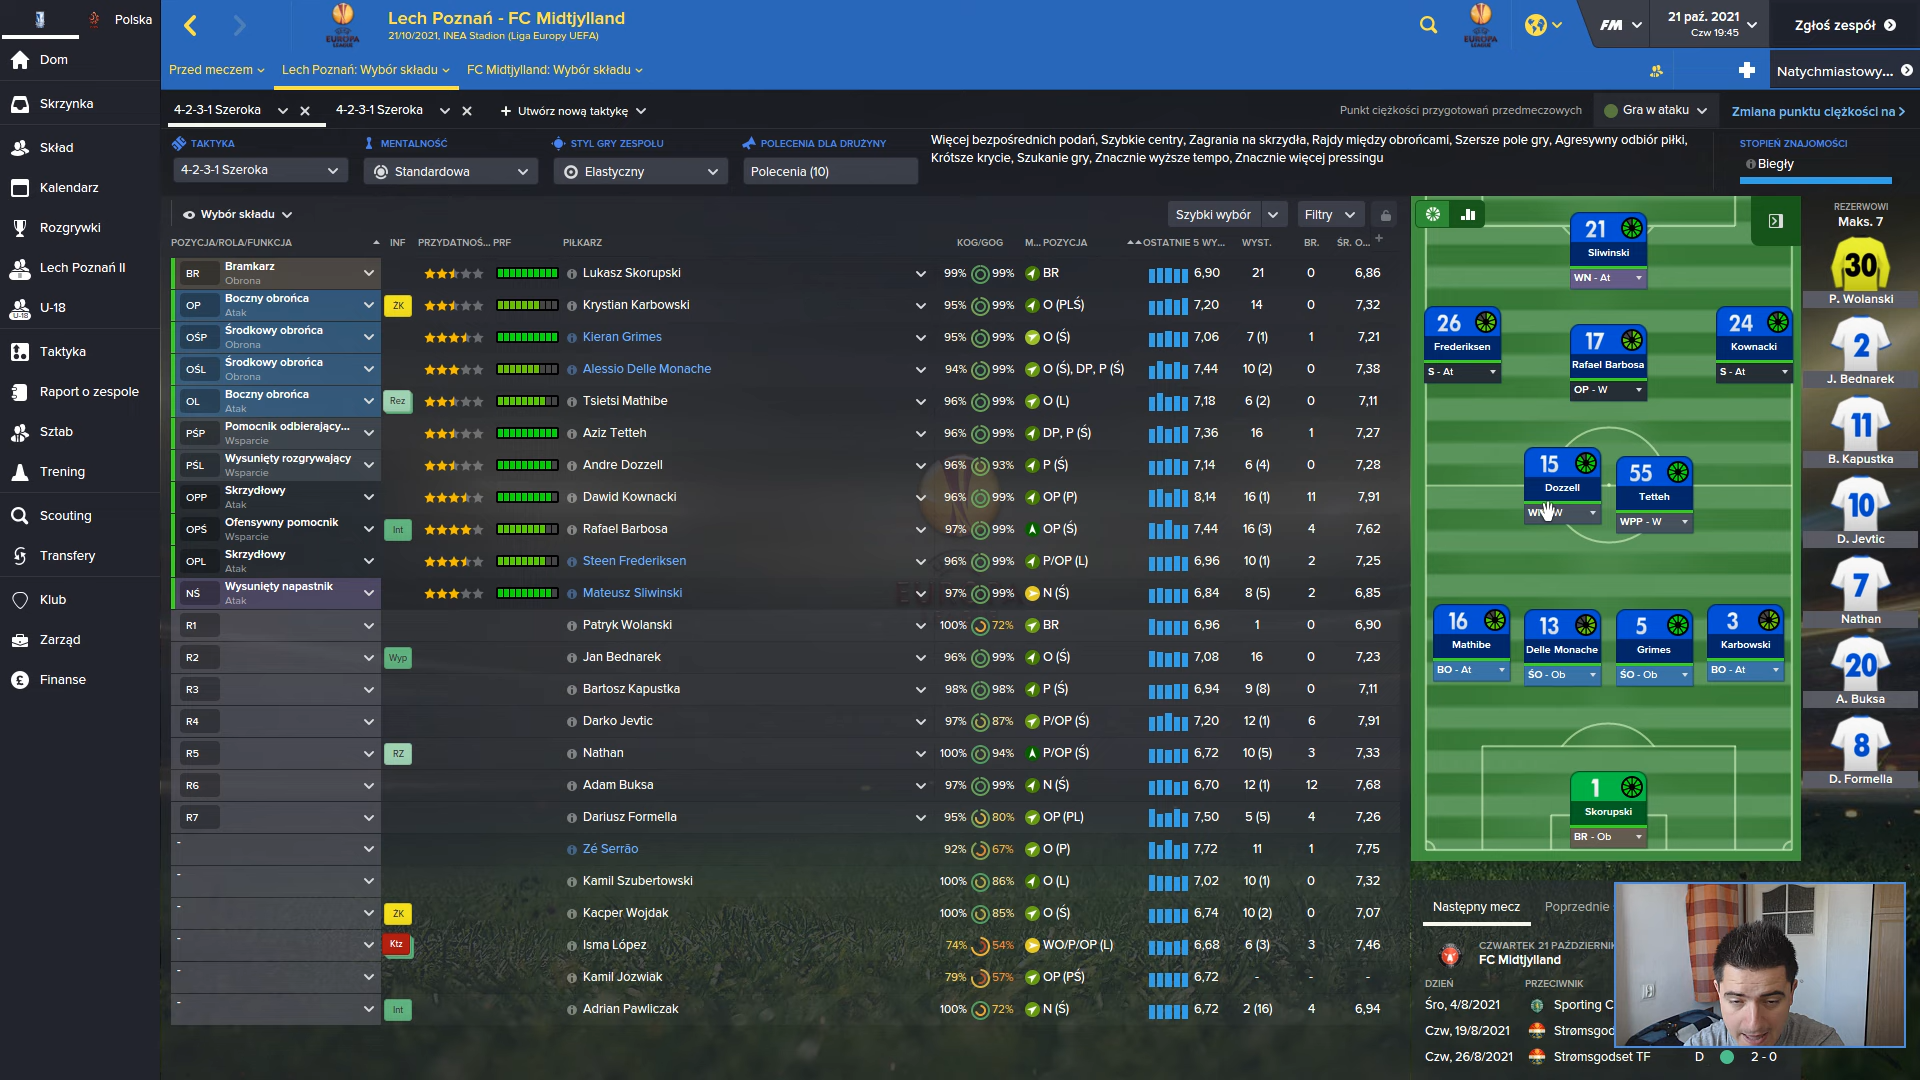 Polska
Dom
Skrzynka
Skład
Kalendarz
Rozgrywki
Lech Poznań II
U-18
Taktyka
Raport o zespole
Sztab
Trening
Scouting
Transfery
Klub
Zarząd
Finanse
Lech Poznań - FC Midtjylland
21/10/2021, INEA Stadion (Liga Europy UEFA)
EUROPA LEAGUE
FM
21 paź. 2021
Czw 19:45
Zgłoś zespół
Przed meczem
Lech Poznań: Wybór składu
FC Midtjylland: Wybór składu
Natychmiastowy...
4-2-3-1 Szeroka
4-2-3-1 Szeroka
Utwórz nową taktykę
Punkt ciężkości przygotowań przedmeczowych
Gra w ataku
Zmiana punktu ciężkości na >
TAKTYKA
MENTALNOŚĆ
STYL GRY ZESPOŁU
POLECENIA DLA DRUŻYNY
4-2-3-1 Szeroka
Standardowa
Elastyczny
Polecenia (10)
Więcej bezpośrednich podań, Szybkie centry, Zagrania na skrzydła, Rajdy między obrońcami, Szersze pole gry, Agresywny odbiór piłki,
Krótsze krycie, Szukanie gry, Znacznie wyższe tempo, Znacznie więcej pressingu
STOPIEŃ ZNAJOMOŚCI
Biegły
Wybór składu
Szybki wybór
Filtry
POZYCJA/ROLA/FUNKCJA INF PRZYDATNOŚ... PRF PIŁKARZ KOG/GOG M... POZYCJA OSTATNIE 5 WY... WYST. BR. ŚR. O...
BR Bramkarz Obrona Lukasz Skorupski 99% 99% BR 6,90 21 0 6,86
OP Boczny obrońca Atak ZK Krystian Karbowski 95% 99% O (PLŚ) 7,20 14 0 7,32
OŚP Środkowy obrońca Obrona Kieran Grimes 95% 99% O (Ś) 7,06 7 (1) 1 7,21
OŚL Środkowy obrońca Obrona Alessio Delle Monache 94% 99% O (Ś), DP, P (Ś) 7,44 10 (2) 0 7,38
OL Boczny obrońca Atak Rez Tsietsi Mathibe 96% 99% O (L) 7,18 6 (2) 0 7,11
PŚP Pomocnik odbierający... Wsparcie Aziz Tetteh 96% 99% DP, P (Ś) 7,36 16 1 7,27
PŚL Wysunięty rozgrywający Wsparcie Andre Dozzell 96% 93% P (Ś) 7,14 6 (4) 0 7,28
OPP Skrzydłowy Atak Dawid Kownacki 96% 99% OP (P) 8,14 16 (1) 11 7,91
OPŚ Ofensywny pomocnik Wsparcie Int Rafael Barbosa 97% 99% OP (Ś) 7,44 16 (3) 4 7,62
OPL Skrzydłowy Atak Steen Frederiksen 96% 99% P/OP (L) 6,96 10 (1) 2 7,25
NŚ Wysunięty napastnik Atak Mateusz Sliwinski 97% 99% N (Ś) 6,84 8 (5) 2 6,85
R1 Patryk Wolanski 100% 72% BR 6,96 1 0 6,90
R2 Wyp Jan Bednarek 96% 99% O (Ś) 7,08 16 0 7,23
R3 Bartosz Kapustka 98% 98% P (Ś) 6,94 9 (8) 0 7,11
R4 Darko Jevtic 97% 87% P/OP (Ś) 7,20 12 (1) 6 7,91
R5 RZ Nathan 100% 94% P/OP (Ś) 6,72 10 (5) 3 7,33
R6 Adam Buksa 97% 99% N (Ś) 6,70 12 (1) 12 7,68
R7 Dariusz Formella 95% 80% OP (PL) 7,50 5 (5) 4 7,26
- Zé Serrão 92% 67% O (P) 7,72 11 1 7,75
- Kamil Szubertowski 100% 86% O (L) 7,02 10 (1) 0 7,32
- ZK Kacper Wojdak 100% 85% O (Ś) 6,74 10 (2) 0 7,07
- Ktz Isma López 74% 54% WO/P/OP (L) 6,68 6 (3) 3 7,46
- Kamil Jozwiak 79% 57% OP (PŚ) 6,72 - - -
- Int Adrian Pawliczak 100% 72% N (Ś) 6,72 2 (16) 4 6,94
21
Sliwinski
WN - At
26
Frederiksen
S - At
17
Rafael Barbosa
OP - W
24
Kownacki
S - At
15
Dozzell
55
Tetteh
WPP - W
16
Mathibe
BO - At
13
Delle Monache
ŚO - Ob
5
Grimes
ŚO - Ob
3
Karbowski
BO - At
1
Skorupski
BR - Ob
REZERWOWI
Maks. 7
30
P. Wolanski
2
J. Bednarek
11
B. Kapustka
10
D. Jevtic
7
Nathan
20
A. Buksa
8
D. Formella
Następny mecz
Poprzednie
CZWARTEK 21 PAŹDZIERNI
FC Midtjylland
DZIEŃ PRZECIWNIK
Śro, 4/8/2021 Sporting C
Czw, 19/8/2021 Strømsgod
Czw, 26/8/2021 Strømsgodset TF D 2 - 0